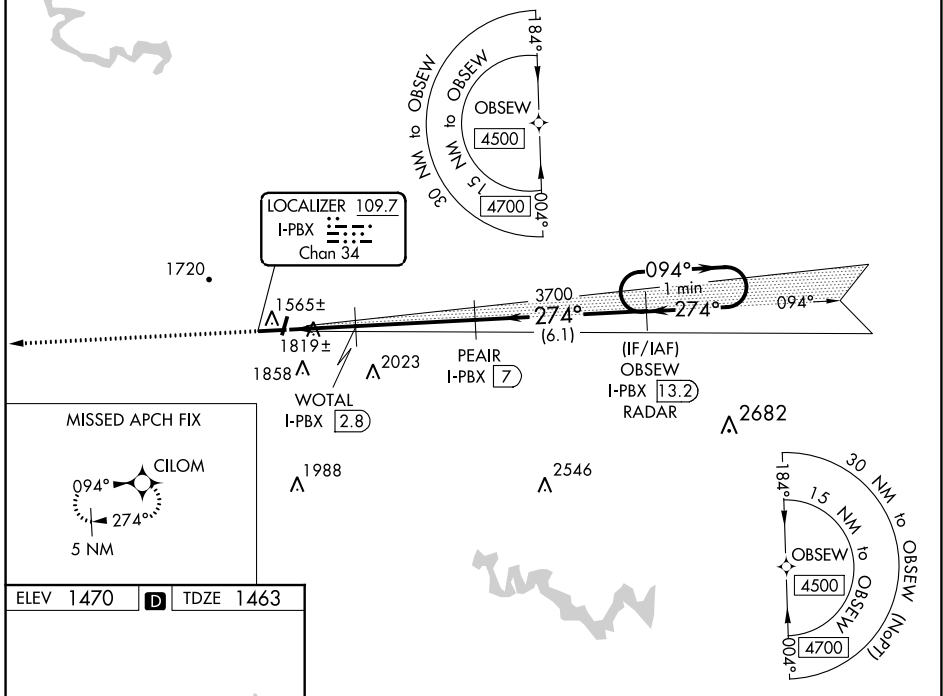 184°
30 NM to OBSEW
15 NM to OBSEW
OBSEW
4500
4700
004°
LOCALIZER 109.7
I-PBX
Chan 34
1720
1565±
1819±
1858
2023
094°
1 min
3700
274°
274°
094°
(6.1)
PEAIR
I-PBX 7
(IF/IAF)
OBSEW
I-PBX 13.2
RADAR
WOTAL
I-PBX 2.8
2682
1988
2546
MISSED APCH FIX
CILOM
094°
274°
5 NM
184°
30 NM to OBSEW (NoPT)
15 NM to OBSEW
OBSEW
4500
4700
004°
ELEV 1470 D TDZE 1463